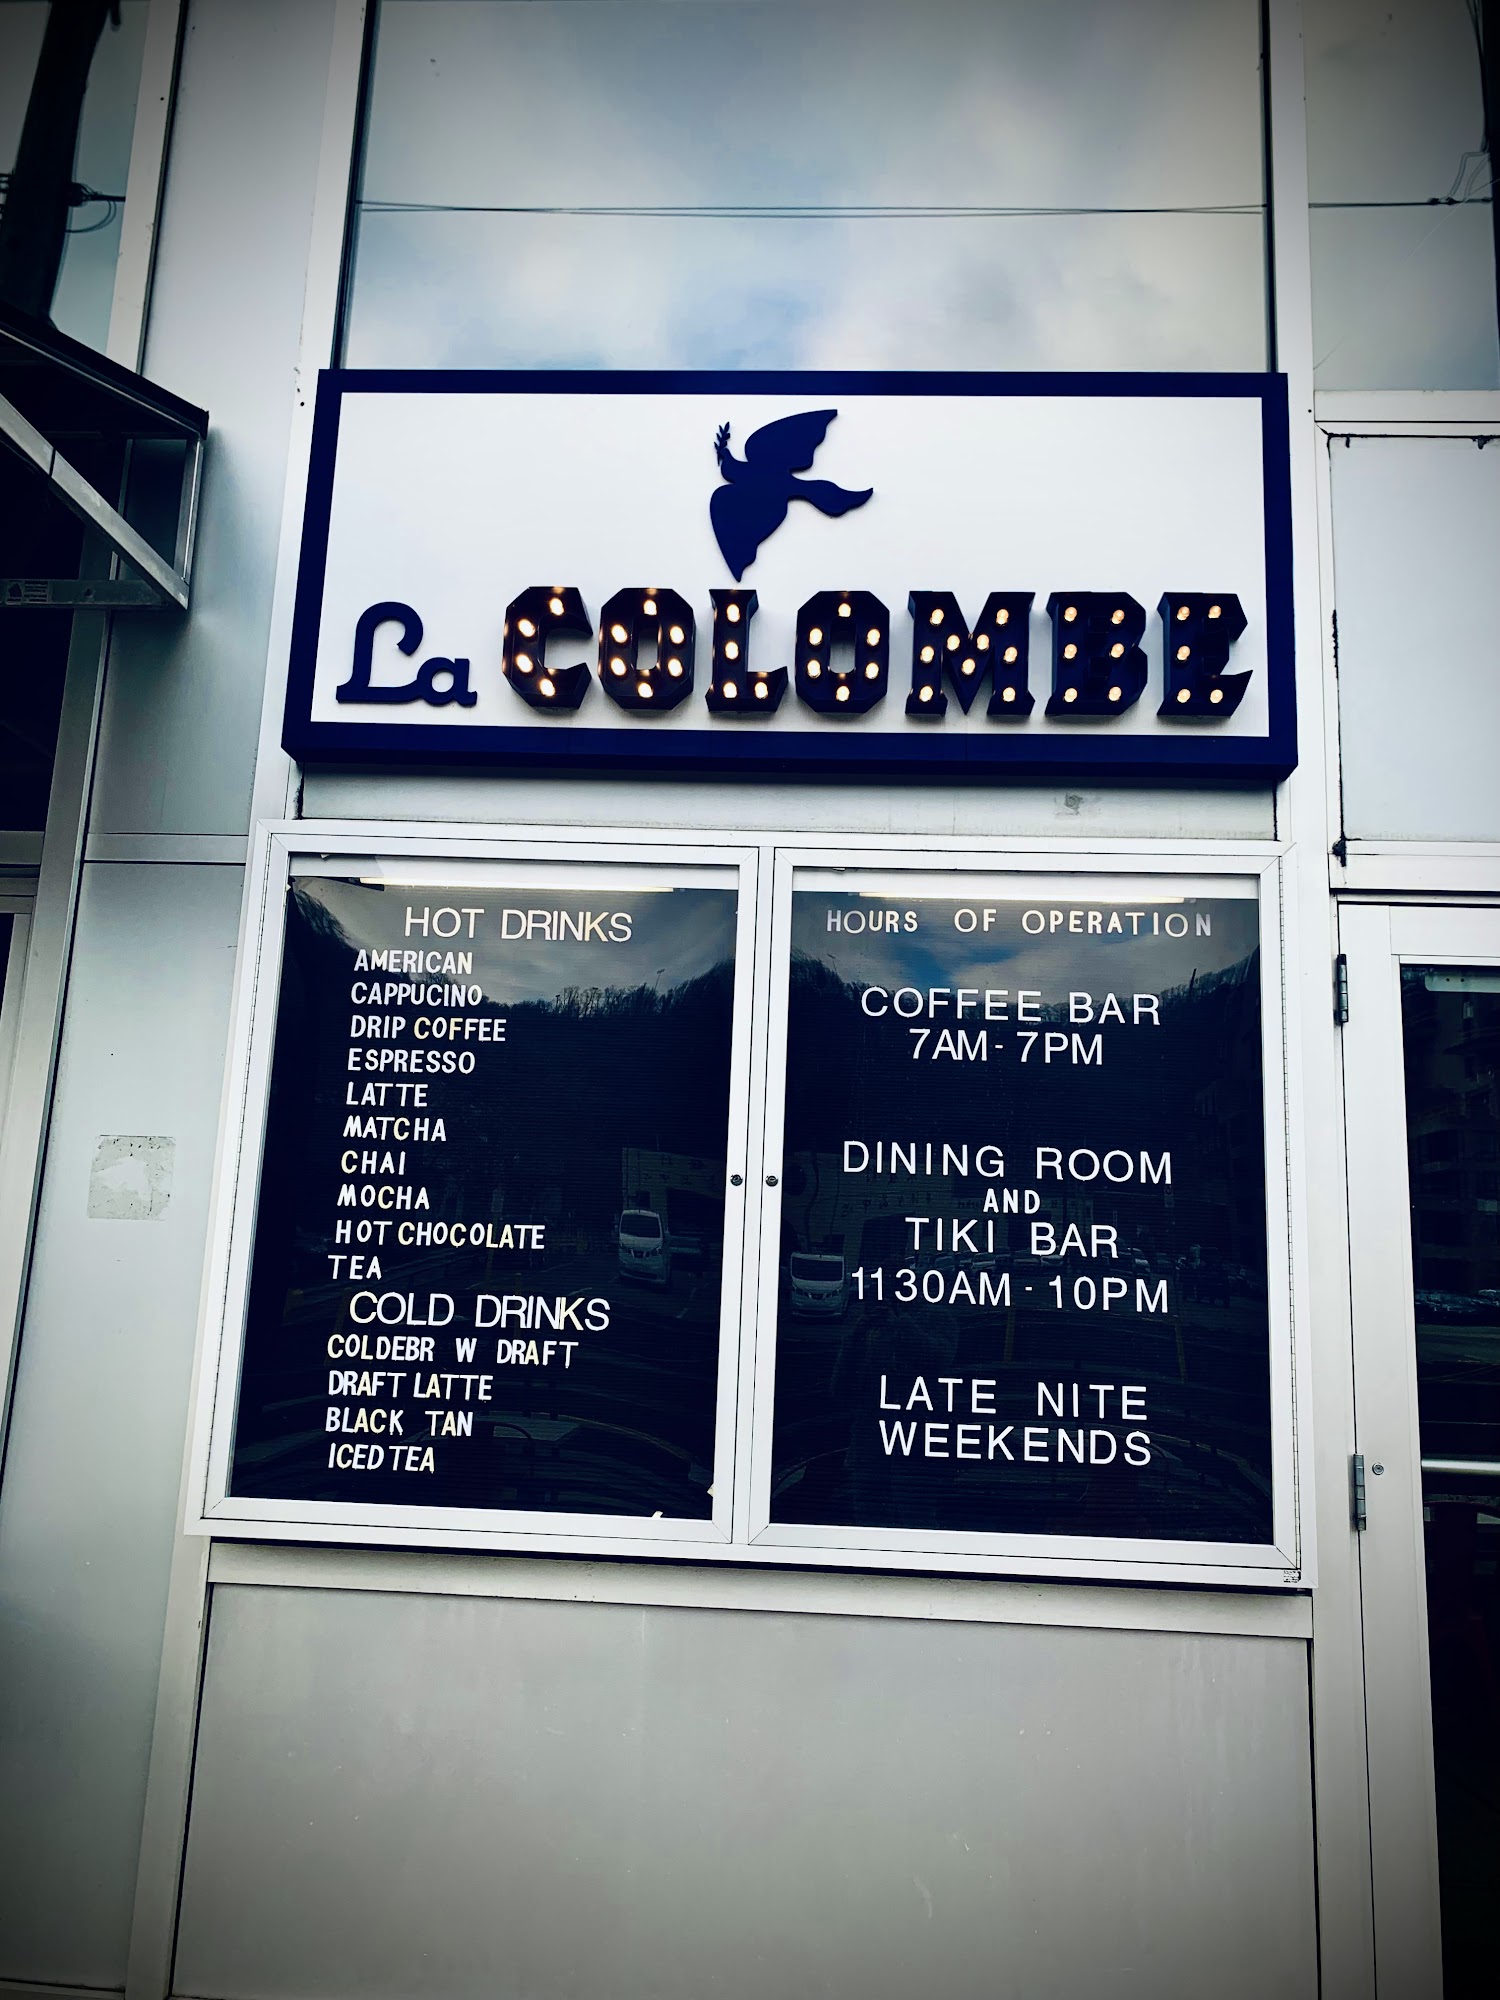 La COLOMBE
HOT DRINKS
AMERICAN
CAPPUCINO
DRIP COFFEE
ESPRESSO
LATTE
MATCHA
CHAI
MOCHA
HOT CHOCOLATE
TEA
COLD DRINKS
COLDEBR W DRAFT
DRAFT LATTE
BLACK TAN
ICED TEA
HOURS OF OPERATION
COFFEE BAR
7AM - 7PM
DINING ROOM
AND
TIKI BAR
1130AM - 10PM
LATE NITE
WEEKENDS